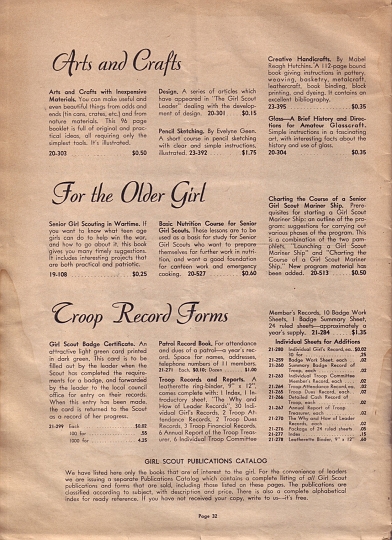 Arts and Crafts
Arts and Crafts with Inexpensive
Materials. You can make useful and
even beautiful things from odds and
ends (tin cans, crates, etc.) and from
nature materials. This 96 page
booklet is full of original and prac-
tical ideas, all requiring only the
simplest tools. It's illustrated.
20-303 $0.50
Design. A series of articles which
have appeared in "The Girl Scout
Leader" dealing with the develop-
ment of design. 20-301 $0.15
Pencil Sketching. By Evelyne Geen.
A short course in pencil sketching
with clear and simple instructions,
illustrated. 23-392 $1.75
Creative Handicrafts. By Mabel
Reagh Hutchins. A 112-page bound
book giving instructions in pottery,
weaving, basketry, metalcraft,
leathercraft, book binding, block
printing, and dyeing. It contains an
excellent bibliography.
23-395 $0.35
Glass—A Brief History and Direc-
tions for Amateur Glasscraft.
Simple instructions in a fascinating
art, with interesting facts about the
history and use of glass.
20-304 $0.35
For the Older Girl
Senior Girl Scouting in Wartime. If
you want to know what teen age
girls can do to help win the war,
and how to go about it, this book
gives you many timely suggestions.
It includes interesting projects that
are both practical and patriotic.
19-108 $0.25
Basic Nutrition Course for Senior
Girl Scouts. These lessons are to be
used as a basis for study for Senior
Girl Scouts who want to prepare
themselves for further work in nutri-
tion, and want a good foundation
for canteen work and emergency
cooking. 20-527 $0.60
Charting the Course of a Senior
Girl Scout Mariner Ship. Prere-
quisites for starting a Girl Scout
Mariner Ship; an outline of the pro-
gram; suggestions for carrying out
various phases of the program. This
is a combination of the two pam-
phlets, "Launching a Girl Scout
Mariner Ship" and "Charting the
Course of a Girl Scout Mariner
Ship." New program material has
been added. 20-513 $0.50
Troop Record Forms
Girl Scout Badge Certificate. An
attractive light green card printed
in dark green. This card is to be
filled out by the leader when the
Scout has completed the require-
ments for a badge, and forwarded
by the leader to the local council
office for entry on their records.
When this entry has been made,
the card is returned to the Scout
as a record of her progress.
21-299 Each $0.02
100 for .55
1000 for 4.25
Patrol Record Book. For attendance
and dues of a patrol—a year's rec-
ord. Space for names, addresses,
telephone numbers of 11 members.
21-271 Each $0.10; Dozen $1.00
Troop Records and Reports. A
leatherette ring-binder, 9" x 12",
comes complete with: 1 Index, 1 In-
troductory sheet, "The Why and
How of Leader Records," 30 Indi-
vidual Girl's Records, 2 Troop At-
tendance Records, 2 Troop Dues
Records, 3 Troop Financial Records,
6 Annual Report of the Troop Treas-
urer, 6 Individual Committee
Member's Records, 10 Badge Work
Sheets, 1 Badge Summary Sheet,
24 ruled sheets—approximately a
year's supply. 21-284 $1.35
Individual Sheets for Additions
21-280 Individual Girl's Record, ea. $0.02
10 for .15
21-259 Badge Work Sheet, each .02
21-260 Summary Badge Record of
Troop, each
21-263 Individual Committee
Member's Record, each .02
21-264 Troop Attendance Record, ea. .02
21-265 Troop Dues Record, each .02
21-266 Detailed Cash Record of
Troop, each
21-267 Annual Report of Troop
Treasurer, each .02
21-270 The Why and How of Leader
Records, each .02
21-276 Package of 24 ruled sheets .05
21-277 Index .15
21-278 Leatherette Binder, 9" x 12" .60
GIRL SCOUT PUBLICATIONS CATALOG
We have listed here only the books that are of interest to the girl. For the convenience of leaders
we are issuing a separate Publications Catalog which contains a complete listing of all Girl Scout
publications and forms that are sold, including those listed on these pages. The publications are
classified according to subject, with description and price. There is also a complete alphabetical
index for ready reference. If you have not received your copy, write to us—it's free.
Page 32